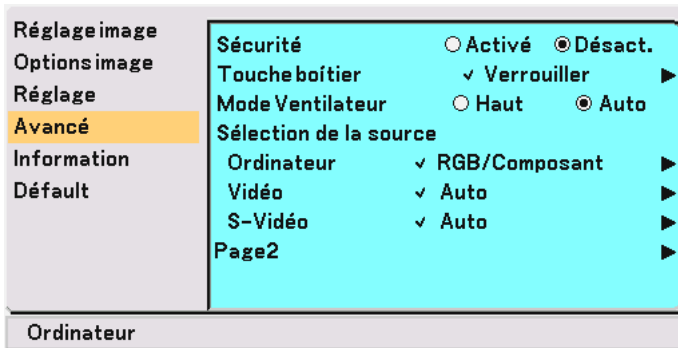 Réglage image
Options image
Réglage
Avancé
Information
Défault
Sécurité Activé Désact.
Touche boîtier ✓ Verrouiller ▶
Mode Ventilateur Haut Auto
Sélection de la source
Ordinateur ✓ RGB/Composant ▶
Vidéo ✓ Auto ▶
S-Vidéo ✓ Auto ▶
Page2 ▶
Ordinateur